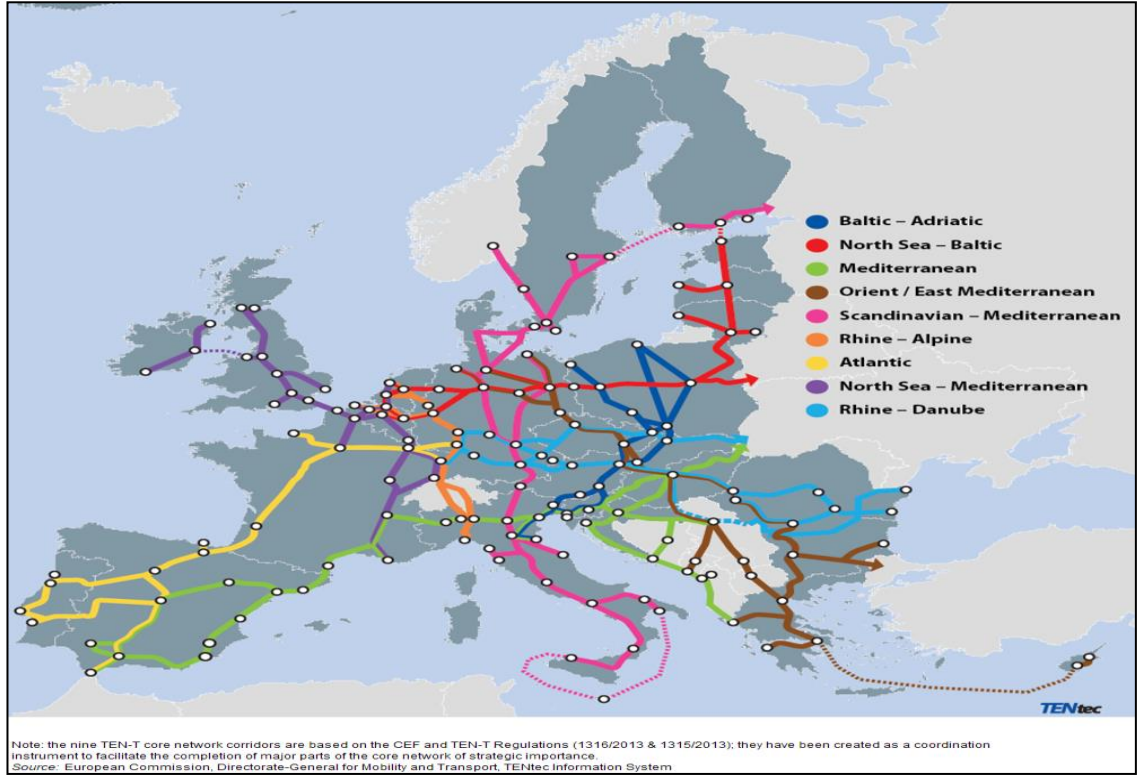 Baltic – Adriatic
North Sea – Baltic
Mediterranean
Orient / East Mediterranean
Scandinavian – Mediterranean
Rhine – Alpine
Atlantic
North Sea – Mediterranean
Rhine – Danube
TENtec
Note: the nine TEN-T core network corridors are based on the CEF and TEN-T Regulations (1316/2013 & 1315/2013); they have been created as a coordination
instrument to facilitate the completion of major parts of the core network of strategic importance.
Source: European Commission, Directorate-General for Mobility and Transport, TENtec Information System